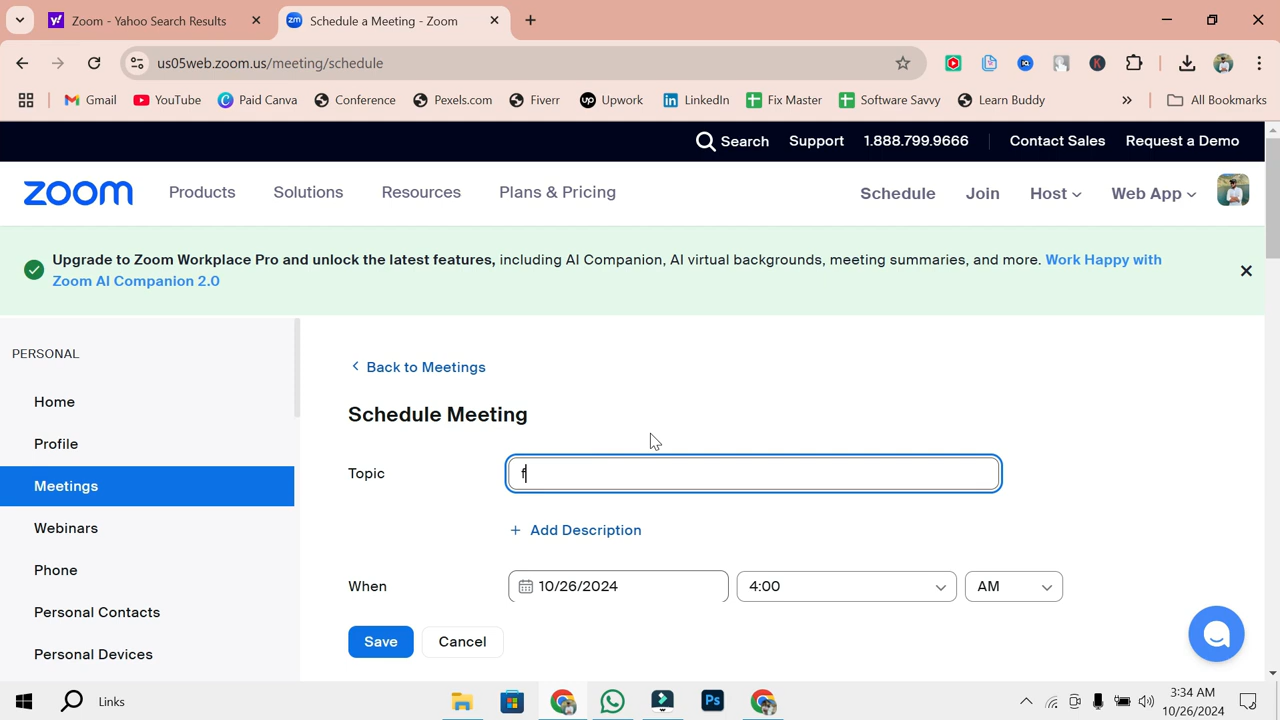 Zoom - Yahoo Search Results
Schedule a Meeting - Zoom
us05web.zoom.us/meeting/schedule
Gmail YouTube Paid Canva Conference Pexels.com Fiverr Upwork LinkedIn Fix Master Software Savvy Learn Buddy » All Bookmarks
Search Support 1.888.799.9666 Contact Sales Request a Demo
zoom Products Solutions Resources Plans & Pricing Schedule Join Host Web App
Upgrade to Zoom Workplace Pro and unlock the latest features, including AI Companion, AI virtual backgrounds, meeting summaries, and more. Work Happy with
Zoom AI Companion 2.0
PERSONAL
Home
Profile
Meetings
Webinars
Phone
Personal Contacts
Personal Devices
Back to Meetings
Schedule Meeting
Topic f
+ Add Description
When 10/26/2024 4:00 AM
Save Cancel
Links
3:34 AM
10/26/2024